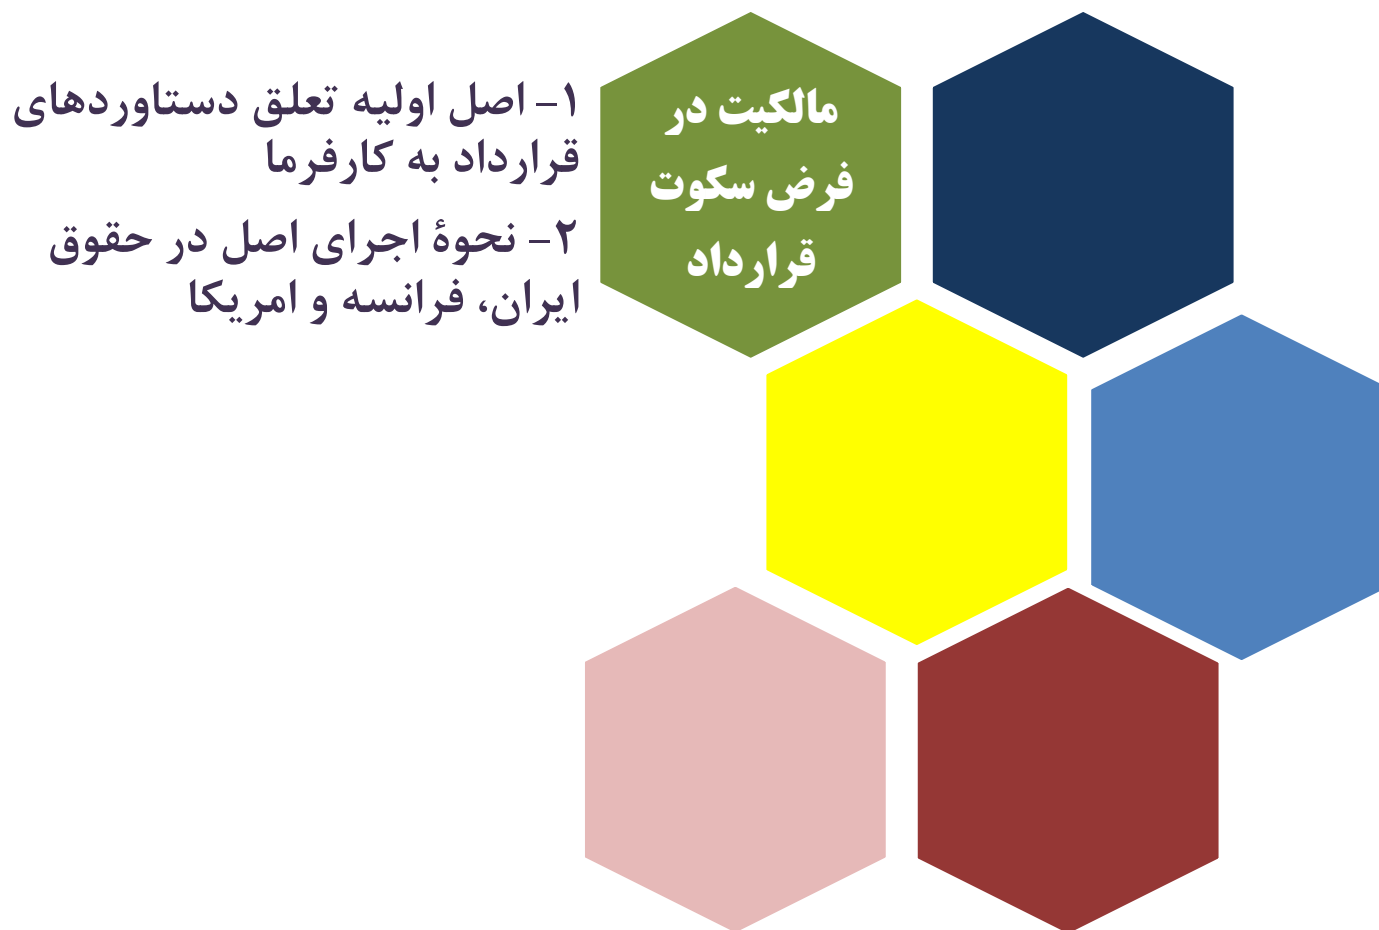 مالکیت در
فرض سکوت
قرارداد
۱- اصل اولیه تعلق دستاوردهای
قرارداد به کارفرما
۲- نحوۀ اجرای اصل در حقوق
ایران، فرانسه و امریکا